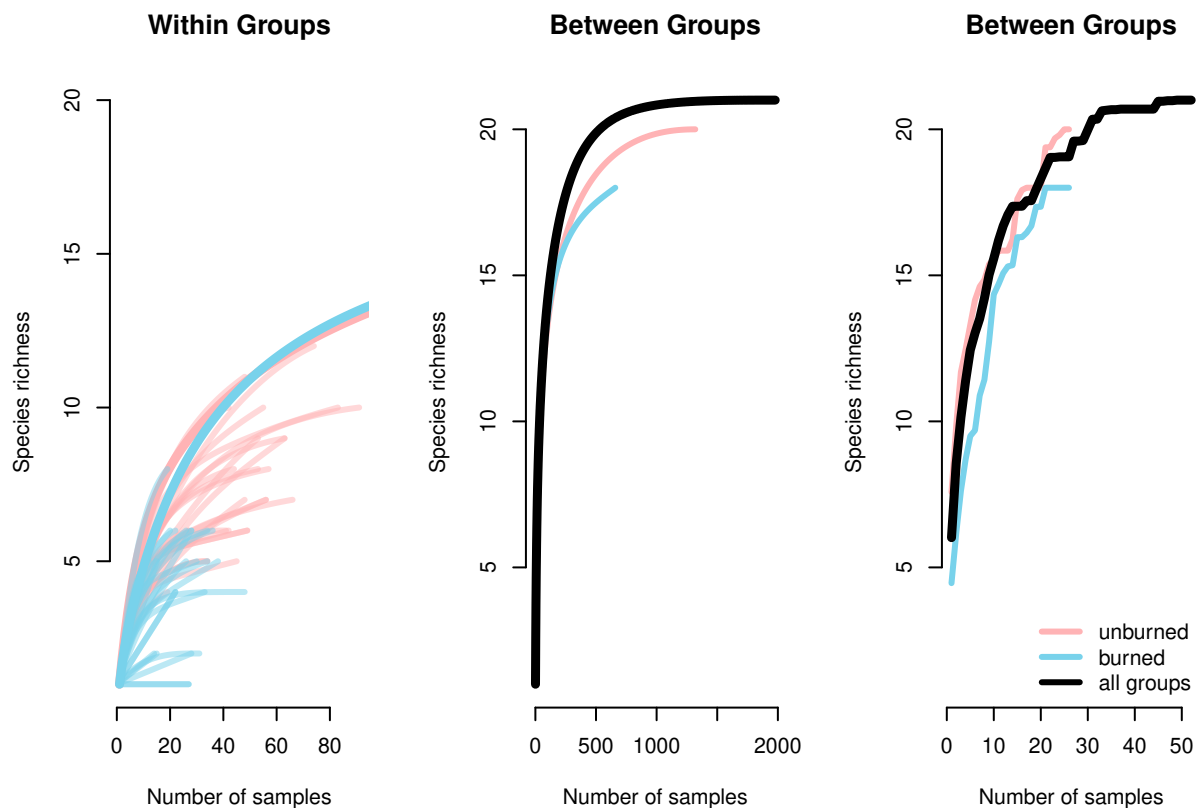 Within Groups
Species richness
5
10
15
20
0
20
40
60
80
Number of samples
Between Groups
Species richness
5
10
15
20
0
500
1000
2000
Number of samples
Between Groups
Species richness
5
10
15
20
unburned
burned
all groups
0
10
20
30
40
50
Number of samples